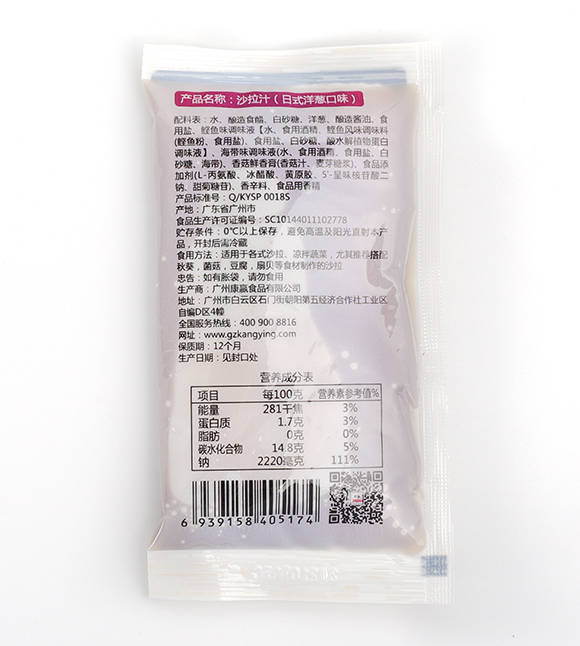 产品名称：沙拉汁（日式洋葱口味）
配料表：水、酿造食醋、白砂糖、洋葱、酿造酱油、食
用盐、鲣鱼味调味液【水、食用酒精、鲣鱼风味调味料
(鲣鱼粉、食用盐)、食用盐、白砂糖、酸水解植物蛋白
调味液】、海带味调味液(水、食用酒精、食用盐、白
砂糖、海带)、香菇鲜香膏(香菇汁、麦芽糖浆)、食品添
加剂(L-丙氨酸、冰醋酸、黄原胶、5'-呈味核苷酸二
钠、甜菊糖苷)、香辛料、食品用香精
产品标准号：Q/KYSP 0018S
产地：广东省广州市
食品生产许可证编号：SC10144011102778
贮存条件：0℃以上保存，避免高温及阳光直射本产
品，开封后需冷藏
食用方法：适用于各式沙拉、凉拌蔬菜，尤其推荐搭配
秋葵，菌菇，豆腐，扇贝等食材制作的沙拉
忠告：如有胀袋，请勿食用
生产商：广州康赢食品有限公司
地址：广州市白云区石门街朝阳第五经济合作社工业区
自编D区4幢
全国服务热线：400 900 8816
网址：www.gzkangying.com
保质期：12个月
生产日期：见封口处
营养成分表
项目 每100克 营养素参考值%
能量 281千焦 3%
蛋白质 1.7克 3%
脂肪 0克 0%
碳水化合物 14.8克 5%
钠 2220毫克 111%
6 939158 405174